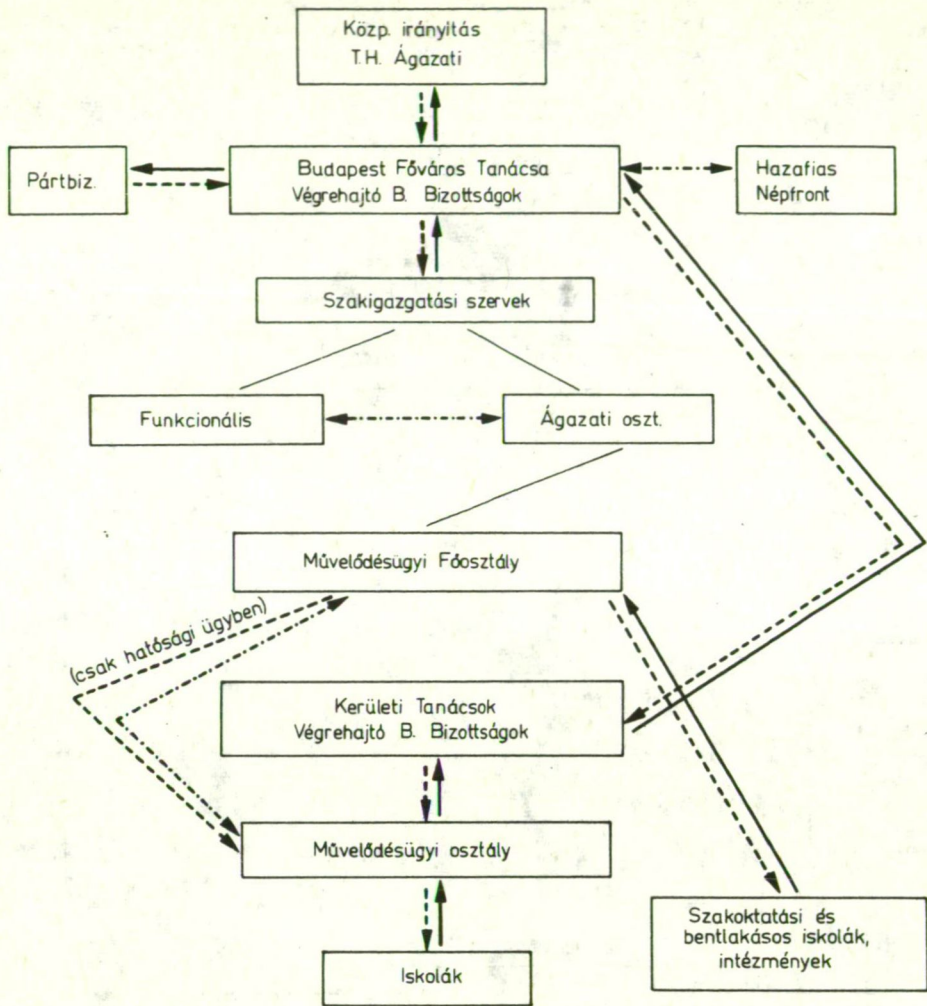 Közp. irányítás
T.H. Ágazati
Pártbiz.
Budapest Főváros Tanácsa
Végrehajtó B. Bizottságok
Hazafias
Népfront
Szakigazgatási szervek
Funkcionális
Ágazati oszt.
Művelődésügyi Főosztály
(csak hatósági ügyben)
Kerületi Tanácsok
Végrehajtó B. Bizottságok
Művelődésügyi osztály
Szakoktatási és
bentlakásos iskolák,
intézmények
Iskolák